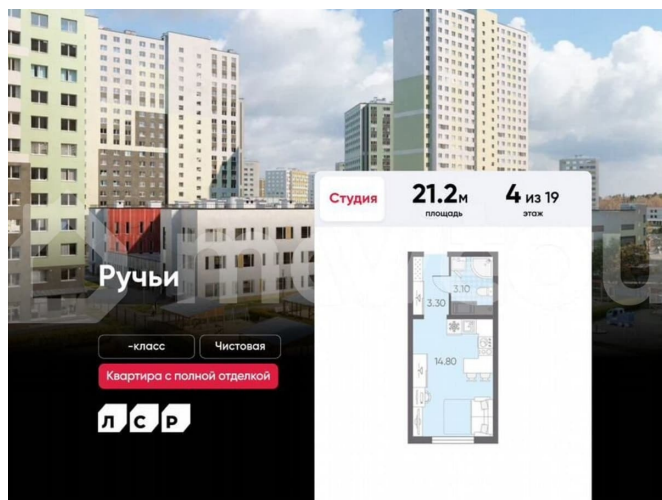 Студия
21.2м
площадь
4 из 19
этаж
Ручьи
-класс
Чистовая
Квартира с полной отделкой
ЛСР
3.10
3.30
14.80